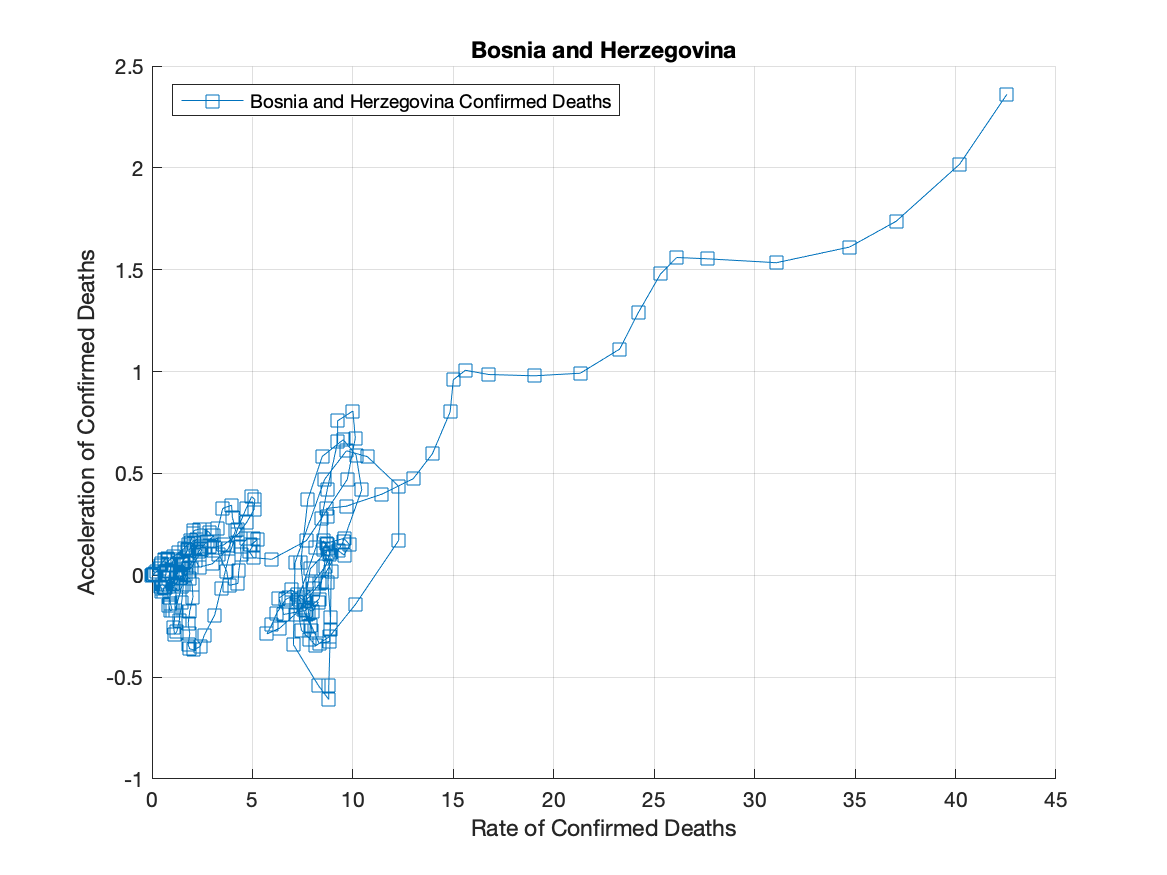 Bosnia and Herzegovina
2.5
Bosnia and Herzegovina Confirmed Deaths
2
1.5
1
0.5
0
-0.5
-1
Acceleration of Confirmed Deaths
0 5 10 15 20 25 30 35 40 45
Rate of Confirmed Deaths